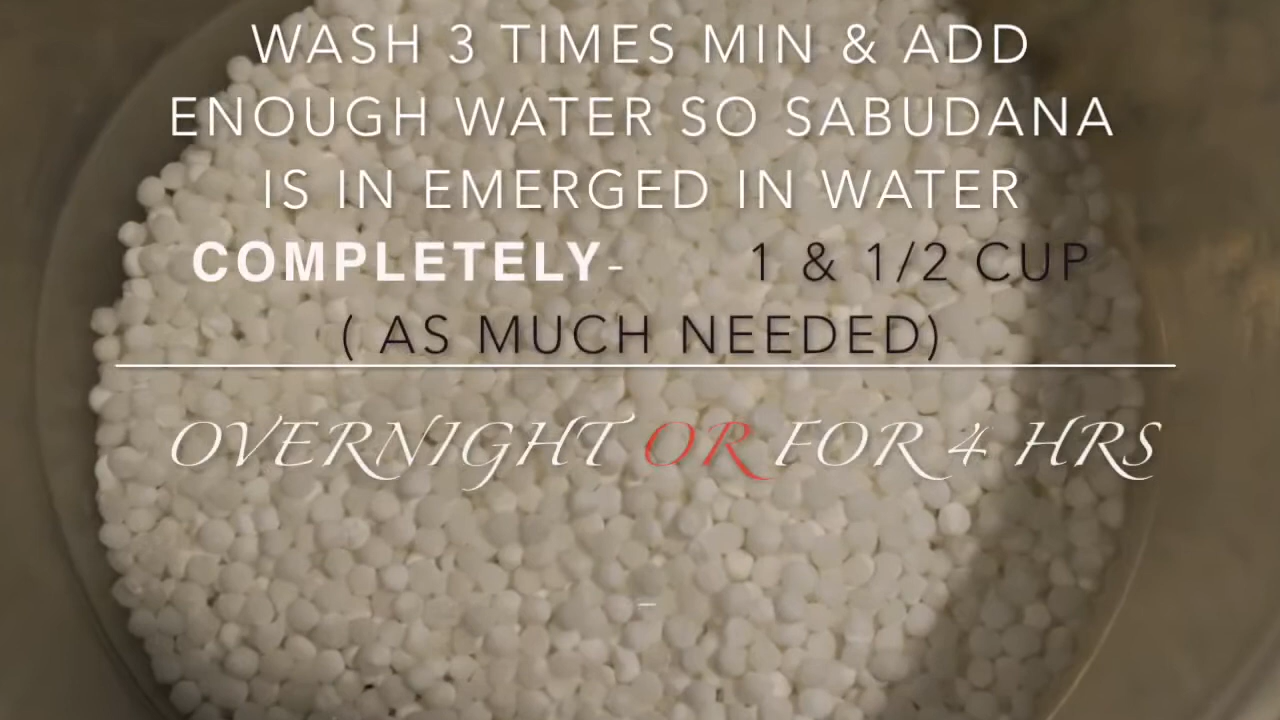 WASH 3 TIMES MIN & ADD
ENOUGH WATER SO SABUDANA
IS IN EMERGED IN WATER
COMPLETELY- 1 & 1/2 CUP
( AS MUCH NEEDED)
OVERNIGHT OR FOR 4 HRS
–